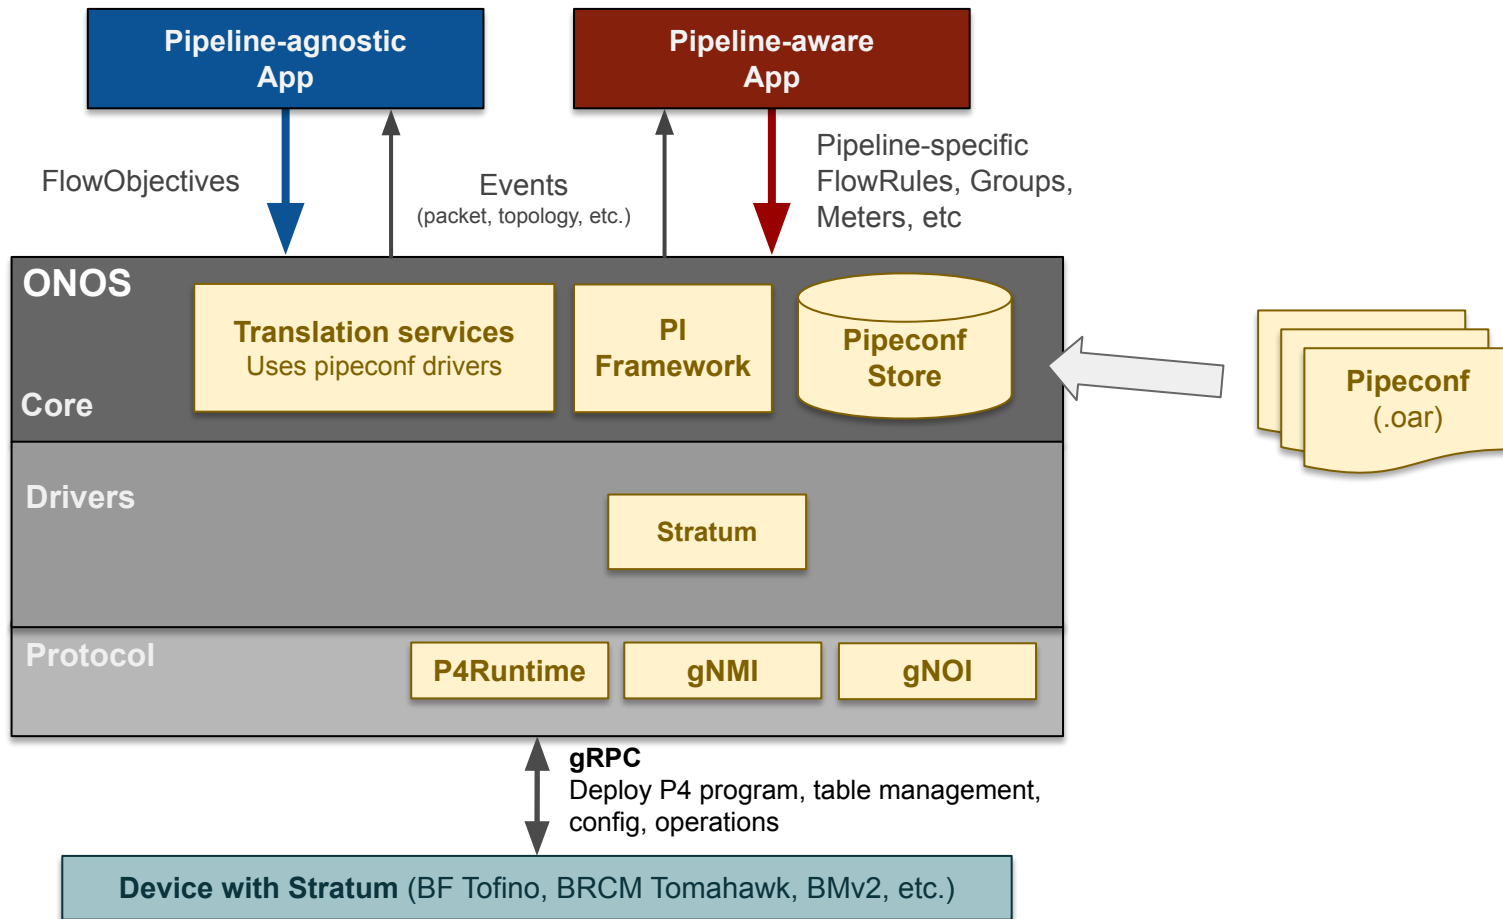 Pipeline-agnostic
App
Pipeline-aware
App
FlowObjectives
Events
(packet, topology, etc.)
Pipeline-specific
FlowRules, Groups,
Meters, etc
ONOS
Translation services
Uses pipeconf drivers
PI
Framework
Pipeconf
Store
Core
Pipeconf
(.oar)
Drivers
Stratum
Protocol
P4Runtime
gNMI
gNOI
gRPC
Deploy P4 program, table management,
config, operations
Device with Stratum (BF Tofino, BRCM Tomahawk, BMv2, etc.)